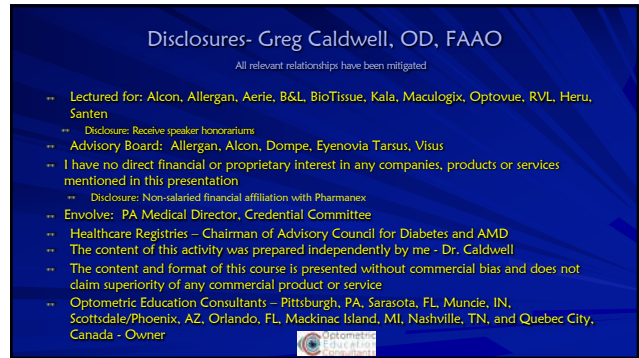 Disclosures- Greg Caldwell, OD, FAAO
All relevant relationships have been mitigated
Lectured for: Alcon, Allergan, Aerie, B&L, BioTissue, Kala, Maculogix, Optovue, RVL, Heru,
Santen
Disclosure: Receive speaker honorariums
Advisory Board: Allergan, Alcon, Dompe, Eyenovia Tarsus, Visus
I have no direct financial or proprietary interest in any companies, products or services
mentioned in this presentation
Disclosure: Non-salaried financial affiliation with Pharmanex
Envolve: PA Medical Director, Credential Committee
Healthcare Registries – Chairman of Advisory Council for Diabetes and AMD
The content of this activity was prepared independently by me - Dr. Caldwell
The content and format of this course is presented without commercial bias and does not
claim superiority of any commercial product or service
Optometric Education Consultants – Pittsburgh, PA, Sarasota, FL, Muncie, IN,
Scottsdale/Phoenix, AZ, Orlando, FL, Mackinac Island, MI, Nashville, TN, and Quebec City,
Canada - Owner
Optometric
Education
Consultants